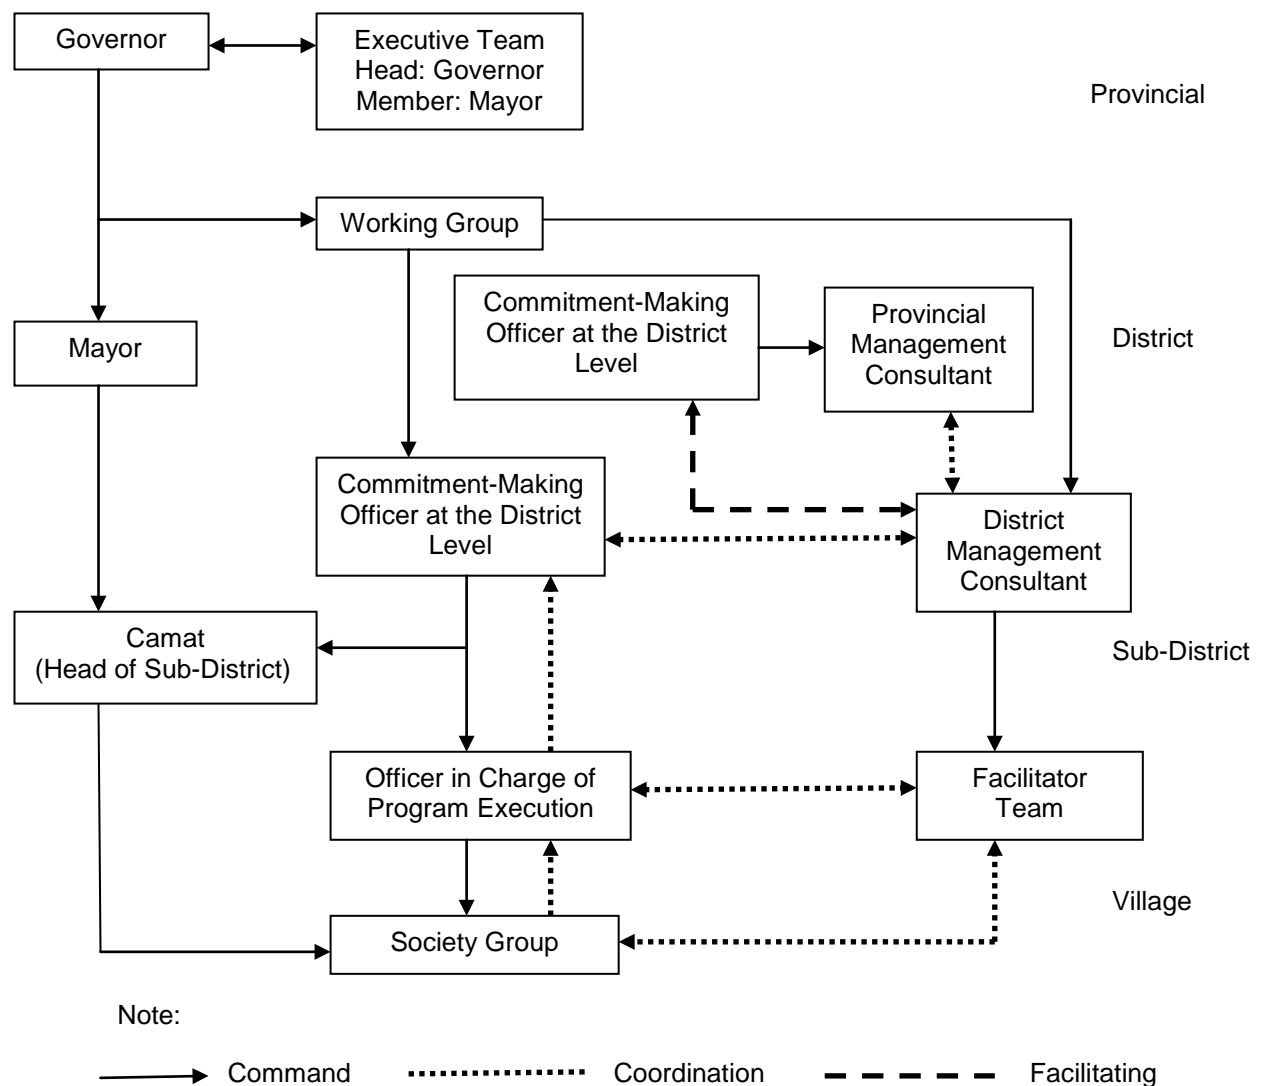 Governor
Executive Team
Head: Governor
Member: Mayor
Provincial
Working Group
Commitment-Making
Officer at the District
Level
Provincial
Management
Consultant
District
Mayor
Commitment-Making
Officer at the District
Level
District
Management
Consultant
Camat
(Head of Sub-District)
Sub-District
Officer in Charge of
Program Execution
Facilitator
Team
Village
Society Group
Note:
Command
Coordination
Facilitating